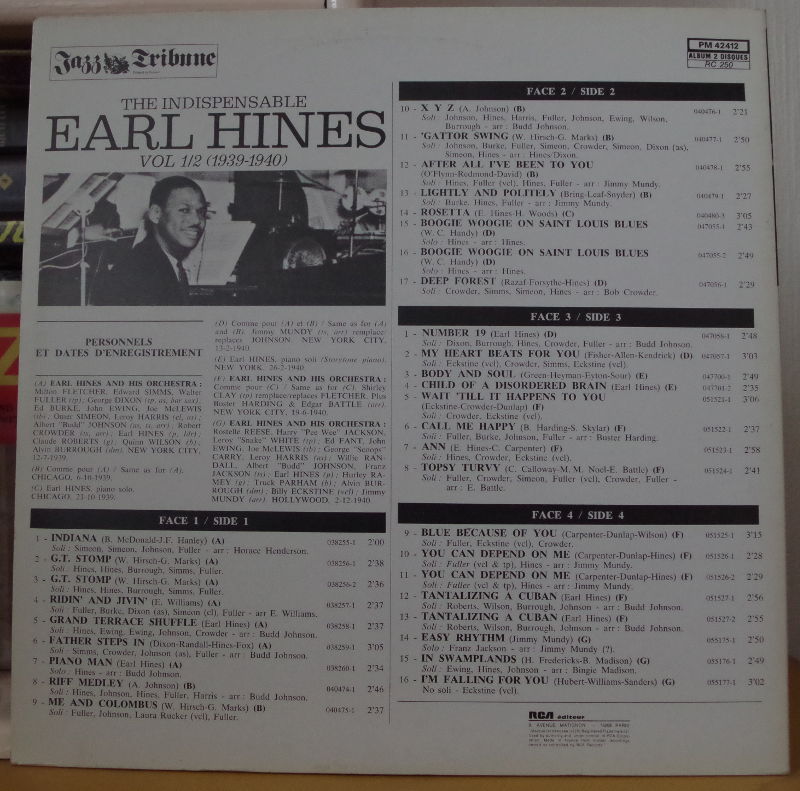 Jazz Tribune
THE INDISPENSABLE
EARL HINES
VOL 1/2 (1939-1940)
PM 42412
ALBUM 2 DISQUES
RC 250
PERSONNELS
ET DATES D'ENREGISTREMENT
(A) EARL HINES AND HIS ORCHESTRA :
Milton FLETCHER, Edward SIMMS, Walter
FULLER (tp); George DIXON (tp, as, bar sax),
Ed BURKE, John EWING, Joe McLEWIS
(tb); Omer SIMEON, Leroy HARRIS (cl, as);
Albert "Budd" JOHNSON (as, ts, arr); Robert
CROWDER (ts, arr); Earl HINES (p, ldr);
Claude ROBERTS (g); Quinn WILSON (b);
Alvin BURROUGH (dm). NEW YORK CITY,
12-7-1939.
(B) Comme pour (A) / Same as for (A).
CHICAGO, 6-10-1939.
(C) Earl HINES, piano solo.
CHICAGO, 21-10-1939.
(D) Comme pour (A) et (B) / Same as for (A)
and (B). Jimmy MUNDY (ts, arr) remplace/
replaces JOHNSON. NEW YORK CITY,
13-2-1940.
(E) Earl HINES, piano soli (Storytone piano).
NEW YORK, 26-2-1940.
(F) EARL HINES AND HIS ORCHESTRA :
Comme pour (C) / Same as for (C). Shirley
CLAY (tp) remplace/replaces FLETCHER. Plus
Buster HARDING & Edgar BATTLE (arr).
NEW YORK CITY, 19-6-1940.
(G) EARL HINES AND HIS ORCHESTRA :
Rostelle REESE, Harry "Pee Wee" JACKSON,
Leroy "Snake" WHITE (tp); Ed FANT, John
EWING, Joe McLEWIS (tb); George "Scoops"
CARRY, Leroy HARRIS (as); Willie RAN-
DALL, Albert "Budd" JOHNSON, Franz
JACKSON (ts); Earl HINES (p); Hurley RA-
MEY (g); Truck PARHAM (b); Alvin BUR-
ROUGH (dm); Billy ECKSTINE (vcl); Jimmy
MUNDY (arr). HOLLYWOOD, 2-12-1940.
FACE 1 / SIDE 1
1 - INDIANA (B. McDonald-J.F. Hanley) (A) 038255-1 2'00
Soli : Simeon, Simeon, Johnson, Fuller - arr : Horace Henderson.
2 - G.T. STOMP (W. Hirsch-G. Marks) (A) 038256-1 2'38
Soli : Hines, Hines, Burrough, Simms, Fuller.
3 - G.T. STOMP (W. Hirsch-G. Marks) (A) 038256-2 2'36
Soli : Hines, Hines, Burrough, Simms, Fuller.
4 - RIDIN' AND JIVIN' (E. Williams) (A) 038257-1 2'37
Soli : Fuller, Burke, Dixon (as), Simeon (cl), Fuller - arr E. Williams.
5 - GRAND TERRACE SHUFFLE (Earl Hines) (A) 038258-1 2'37
Soli : Hines, Ewing, Ewing, Johnson, Crowder - arr : Budd Johnson.
6 - FATHER STEPS IN (Dixon-Randall-Hines-Fox) (A) 038259-1 3'05
Soli : Simms, Crowder, Johnson (as), Fuller - arr : Budd Johnson.
7 - PIANO MAN (Earl Hines) (A) 038260-1 2'34
Solo : Hines - arr : Budd Johnson.
8 - RIFF MEDLEY (A. Johnson) (B) 040474-1 2'46
Soli : Hines, Johnson, Hines, Fuller, Harris - arr : Budd Johnson.
9 - ME AND COLOMBUS (W. Hirsch-G. Marks) (B) 040475-1 2'37
Soli : Fuller, Johnson, Laura Rucker (vcl), Fuller.
FACE 2 / SIDE 2
10 - X Y Z (A. Johnson) (B) 040476-1 2'21
Soli : Johnson, Hines, Harris, Fuller, Johnson, Ewing, Wilson,
Burrough - arr : Budd Johnson.
11 - 'GATTOR SWING (W. Hirsch-G. Marks) (B) 040477-1 2'50
Soli : Johnson, Burke, Fuller, Simeon, Crowder, Simeon, Dixon (as),
Simeon, Hines - arr : Hines/Dixon.
12 - AFTER ALL I'VE BEEN TO YOU 040478-1 2'55
(O'Flynn-Redmond-David) (B)
Soli : Hines, Fuller (vcl), Hines, Fuller - arr : Jimmy Mundy.
13 - LIGHTLY AND POLITELY (Bring-Leaf-Snyder) (B) 040479-1 2'27
Soli : Burke, Hines, Fuller - arr : Jimmy Mundy.
14 - ROSETTA (E. Hines-H. Woods) (C) 040480-3 3'05
15 - BOOGIE WOOGIE ON SAINT LOUIS BLUES 047055-1 2'43
(W. C. Handy) (D)
Solo : Hines - arr : Hines.
16 - BOOGIE WOOGIE ON SAINT LOUIS BLUES 047055-2 2'49
(W. C. Handy) (D)
Solo : Hines - arr : Hines.
17 - DEEP FOREST (Razaf-Forsythe-Hines) (D) 047056-1 2'29
Soli : Crowder, Simms, Simeon, Hines - arr : Bob Crowder.
FACE 3 / SIDE 3
1 - NUMBER 19 (Earl Hines) (D) 047058-1 2'48
Soli : Dixon, Burrough, Hines, Crowder, Fuller - arr : Budd Johnson.
2 - MY HEART BEATS FOR YOU (Fisher-Allen-Kendrick) (D) 047057-1 3'03
Soli : Eckstine (vcl), Crowder, Simms, Eckstine (vcl).
3 - BODY AND SOUL (Green-Heyman-Eyton-Sour) (E) 047700-1 2'49
4 - CHILD OF A DISORDERED BRAIN (Earl Hines) (E) 047701-2 2'35
5 - WAIT 'TILL IT HAPPENS TO YOU 051521-1 3'06
(Eckstine-Crowder-Dunlap) (F)
Soli : Crowder, Eckstine (vcl).
6 - CALL ME HAPPY (B. Harding-S. Skylar) (F) 051522-1 2'37
Soli : Fuller, Burke, Johnson, Fuller - arr : Buster Harding.
7 - ANN (E. Hines-C. Carpenter) (F) 051523-1 2'58
Soli : Hines, Crowder, Eckstine (vcl).
8 - TOPSY TURVY (C. Calloway-M. M. Noel-E. Battle) (F) 051524-1 2'41
Soli : Fuller, Crowder, Simeon, Fuller (vcl), Crowder, Fuller -
arr : E. Battle.
FACE 4 / SIDE 4
9 - BLUE BECAUSE OF YOU (Carpenter-Dunlap-Wilson) (F) 051525-1 3'15
Soli : Fuller, Eckstine (vcl), Crowder.
10 - YOU CAN DEPEND ON ME (Carpenter-Dunlap-Hines) (F) 051526-1 2'28
Soli : Fuller (vcl & tp), Hines - arr : Jimmy Mundy.
11 - YOU CAN DEPEND ON ME (Carpenter-Dunlap-Hines) (F) 051526-2 2'29
Soli : Fuller (vcl & tp), Hines - arr : Jimmy Mundy.
12 - TANTALIZING A CUBAN (Earl Hines) (F) 051527-1 2'56
Soli : Roberts, Wilson, Burrough, Johnson - arr : Budd Johnson.
13 - TANTALIZING A CUBAN (Earl Hines) (F) 051527-2 2'55
Soli : Roberts, Wilson, Burrough, Johnson - arr : Budd Johnson.
14 - EASY RHYTHM (Jimmy Mundy) (G) 055175-1 2'50
Solo : Franz Jackson - arr : Jimmy Mundy (?).
15 - IN SWAMPLANDS (H. Fredericks-B. Madison) (G) 055176-1 2'49
Soli : Ewing, Hines, Johnson - arr : Bingie Madison.
16 - I'M FALLING FOR YOU (Hubert-Williams-Sanders) (G) 055177-1 3'02
No soli - Eckstine (vcl).
RCA éditeur
9, AVENUE MATIGNON - 75008 PARIS